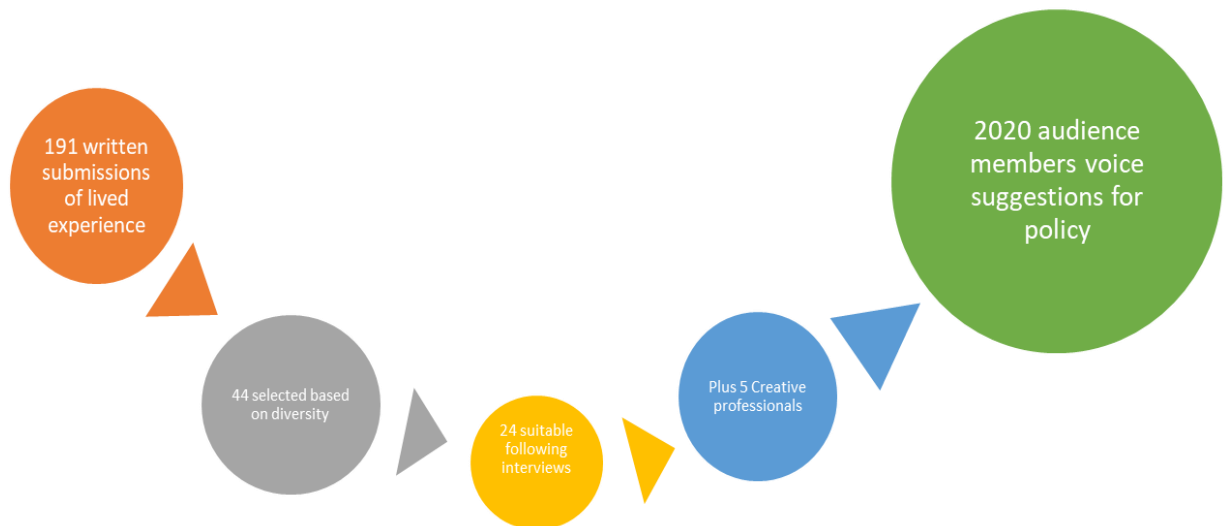 191 written
submissions
of lived
experience
44 selected based
on diversity
24 suitable
following
interviews
Plus 5 Creative
professionals
2020 audience
members voice
suggestions for
policy